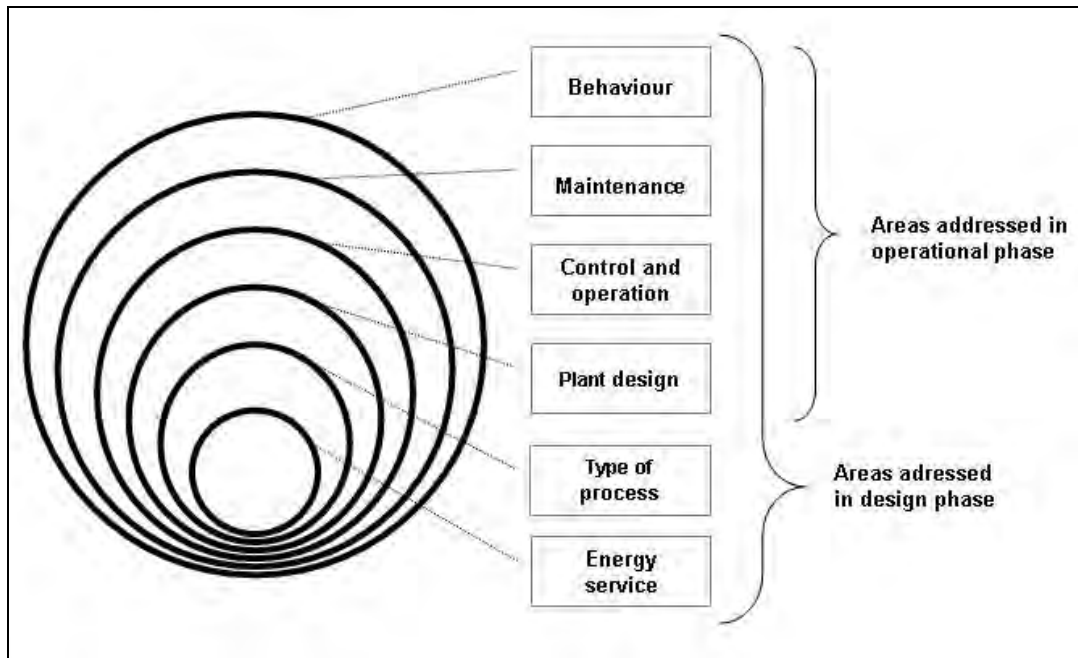 Behaviour
Maintenance
Control and
operation
Plant design
Type of
process
Energy
service
Areas addressed in
operational phase
Areas adressed
in design phase